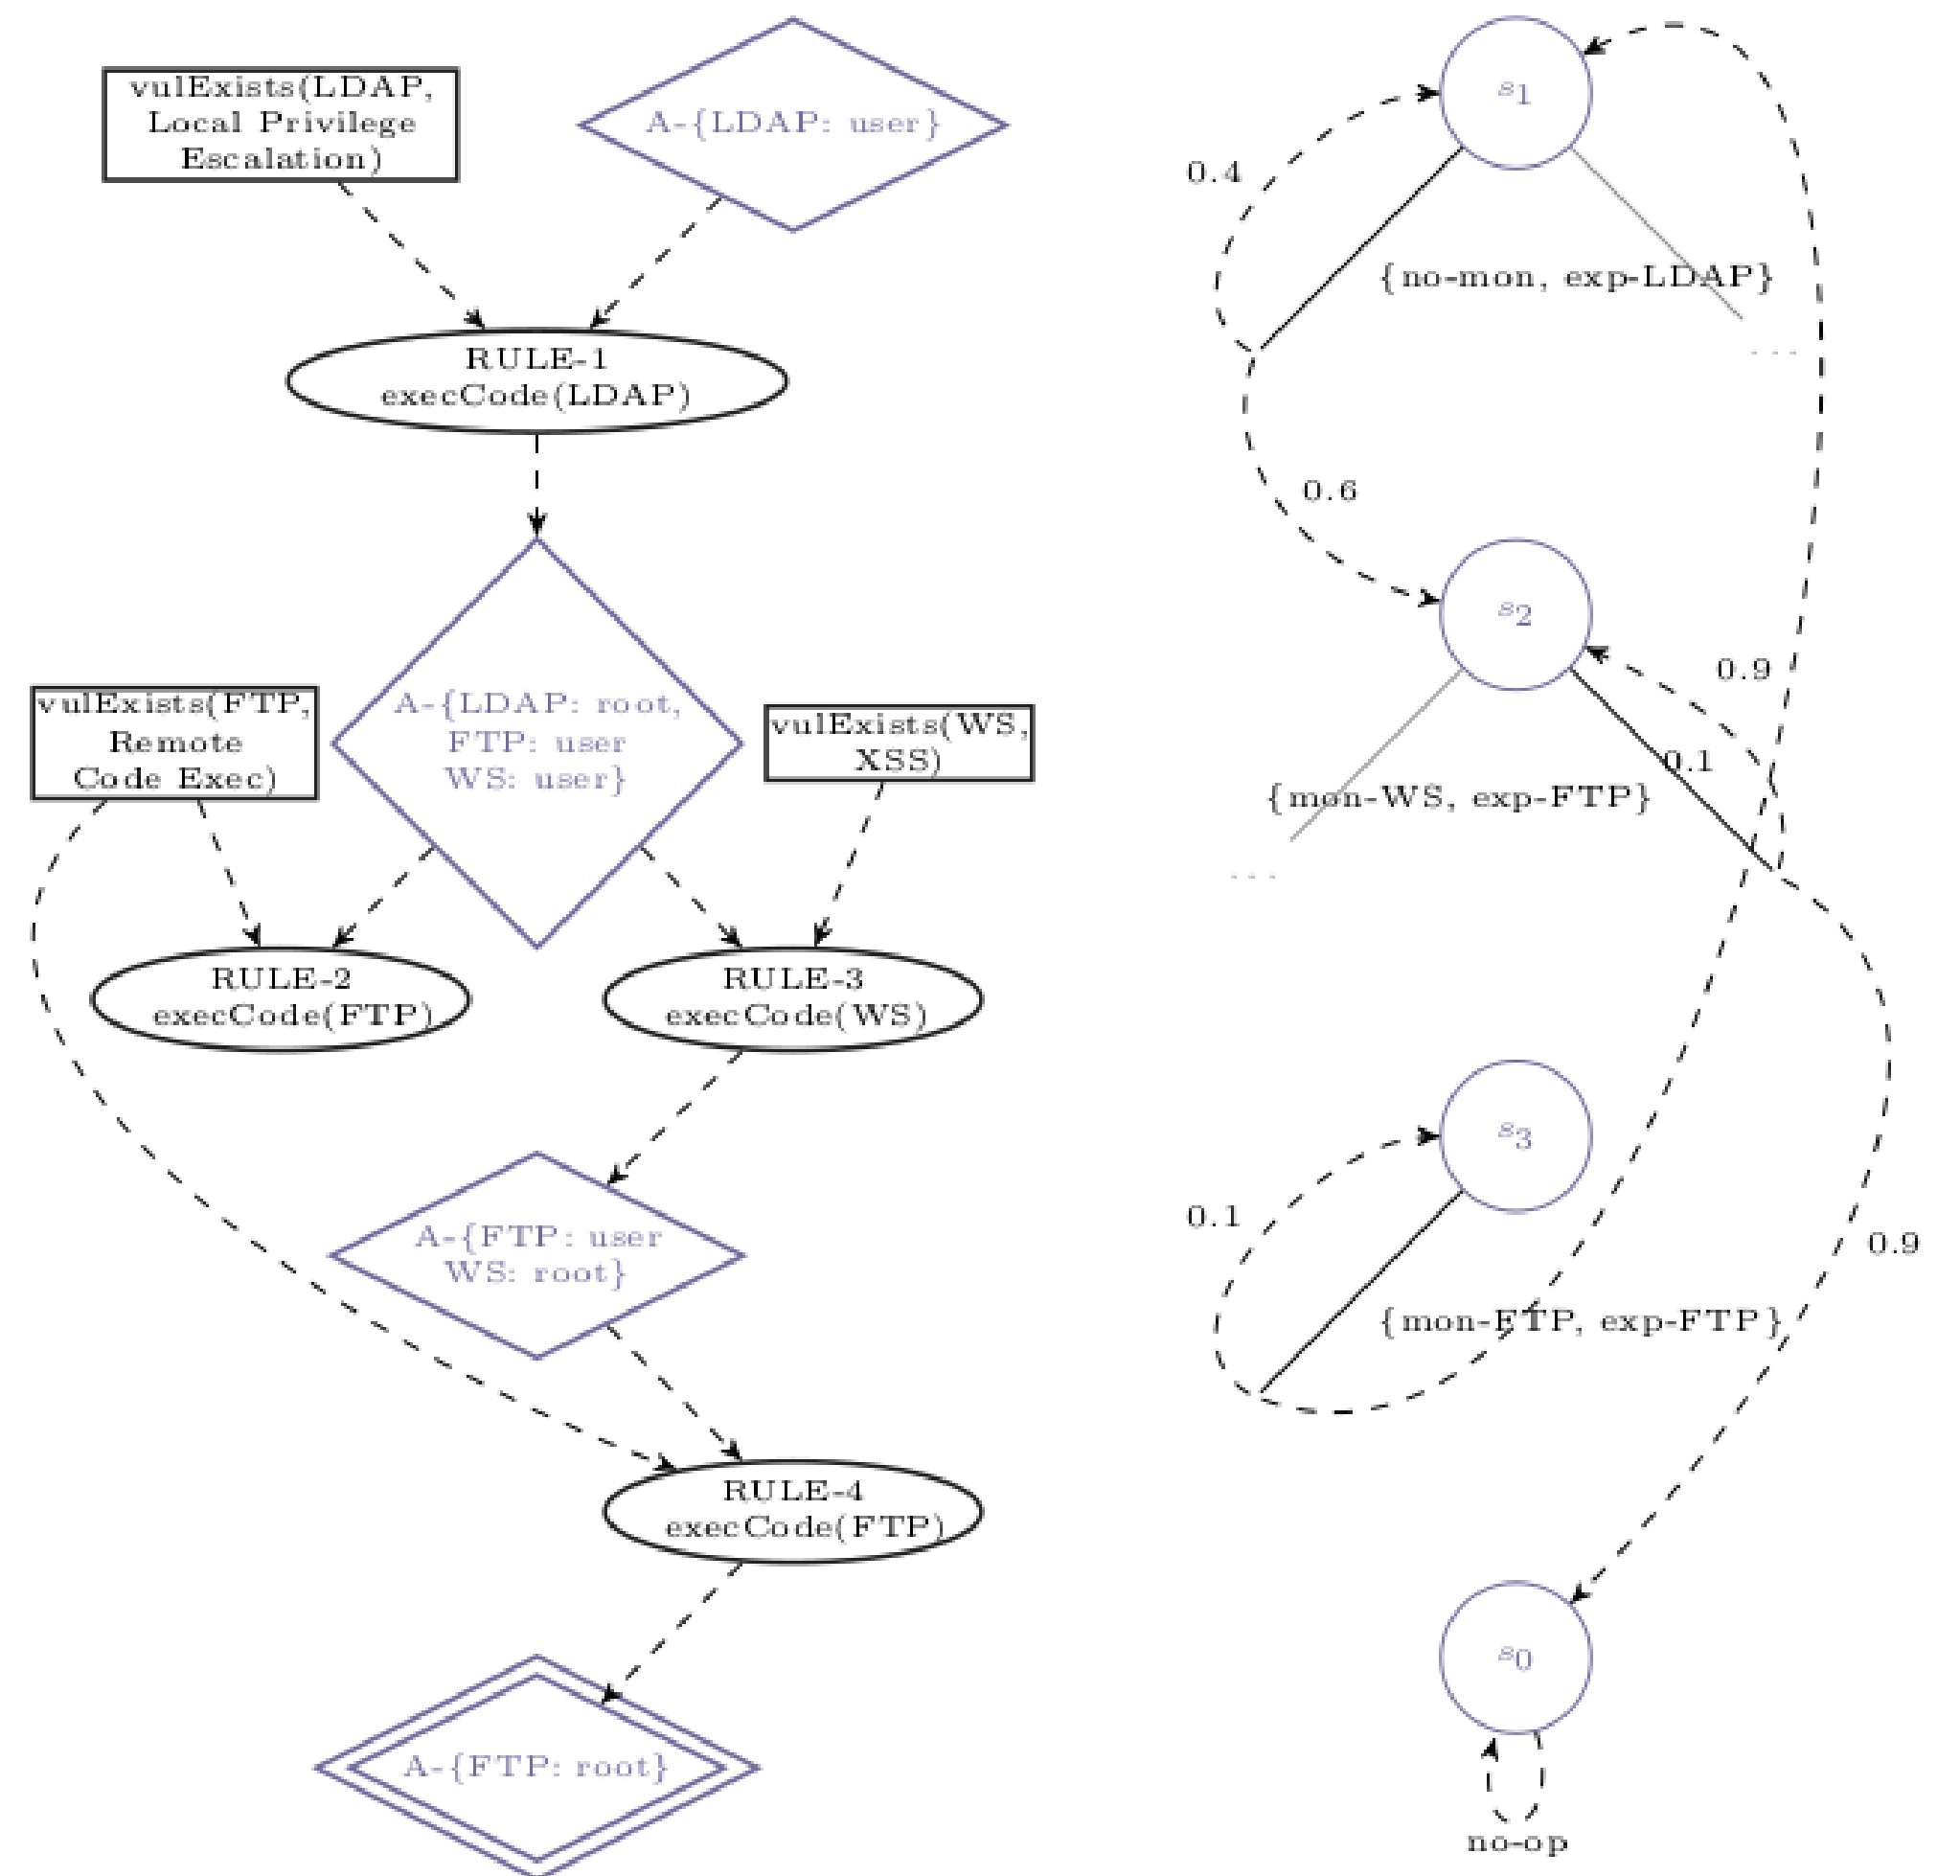 vulExists(LDAP,
Local Privilege
Escalation)
A-{LDAP: user}
RULE-1
execCode(LDAP)
A-{LDAP: root,
FTP: user
WS: user}
vulExists(FTP,
Remote
Code Exec)
vulExists(WS,
XSS)
RULE-2
execCode(FTP)
RULE-3
execCode(WS)
A-{FTP: user
WS: root}
RULE-4
execCode(FTP)
A-{FTP: root}
s1
0.4
{no-mon, exp-LDAP}
...
0.6
s2
0.9
0.1
{mon-WS, exp-FTP}
...
s3
0.1
0.9
{mon-FTP, exp-FTP}
s0
no-op